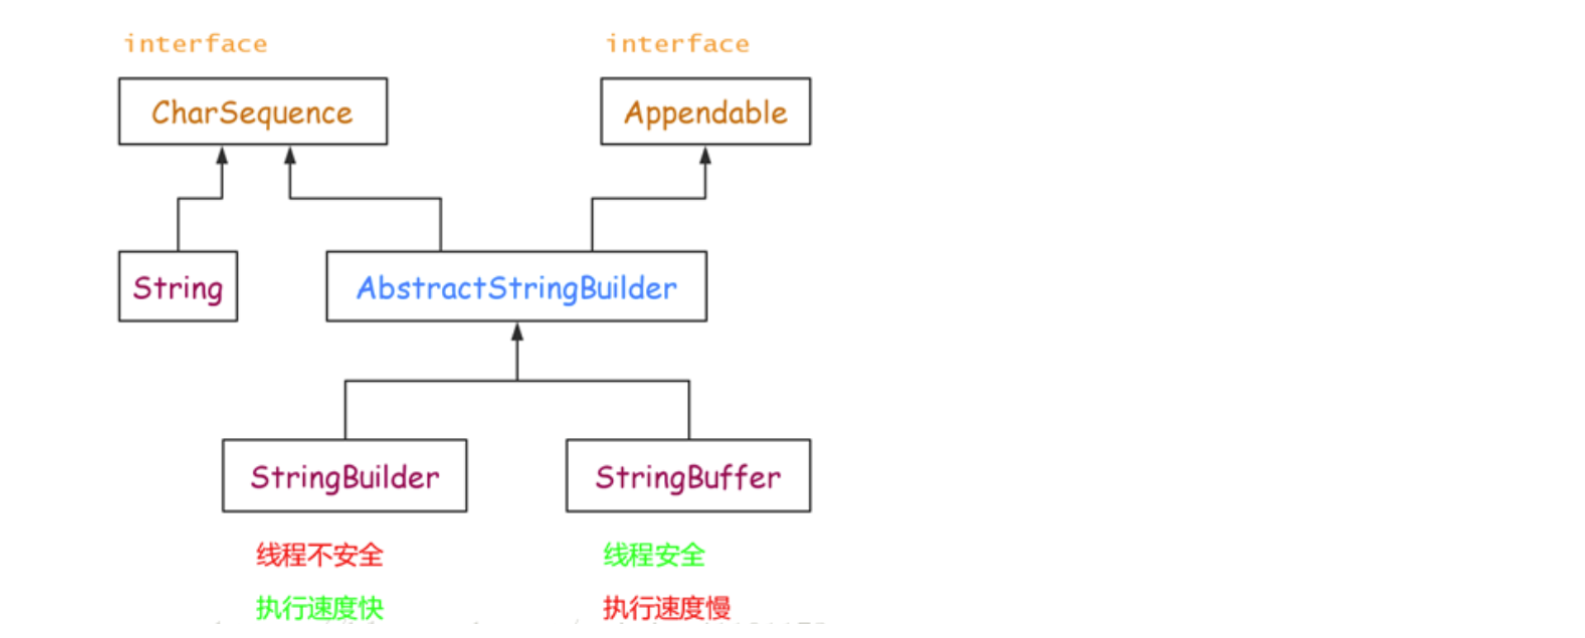 interface interface
CharSequence Appendable
String AbstractStringBuilder
StringBuilder StringBuffer
线程不安全 线程安全
执行速度快 执行速度慢